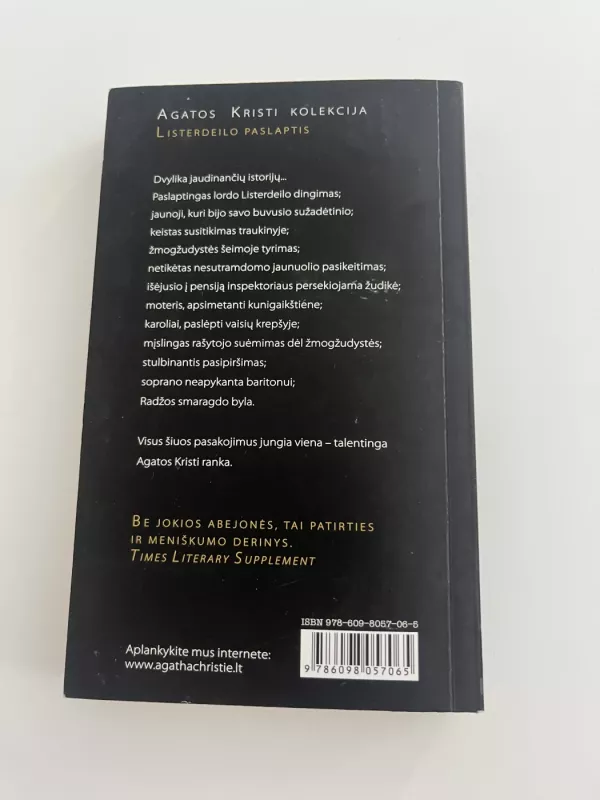 AGATOS KRISTI KOLEKCIJA
LISTERDEILO PASLAPTIS
Dvylika jaudinančių istorijų...
Paslaptingas lordo Listerdeilo dingimas;
jaunoji, kuri bijo savo buvusio sužadėtinio;
keistas susitikimas traukinyje;
žmogžudystės šeimoje tyrimas;
netikėtas nesutramdomo jaunuolio pasikeitimas;
išėjusio į pensiją inspektoriaus persekiojama žudikė;
moteris, apsimetanti kunigaikštiene;
karoliai, paslėpti vaisių krepšyje;
mįslingas rašytojo suėmimas dėl žmogžudystės;
stulbinantis pasipiršimas;
soprano neapykanta baritonui;
Radžos smaragdo byla.
Visus šiuos pasakojimus jungia viena – talentinga
Agatos Kristi ranka.
BE JOKIOS ABEJONĖS, TAI PATIRTIES
IR MENIŠKUMO DERINYS.
TIMES LITERARY SUPPLEMENT
ISBN 978-609-8057-06-5
9 786098 057065
Aplankykite mus internete:
www.agathachristie.lt